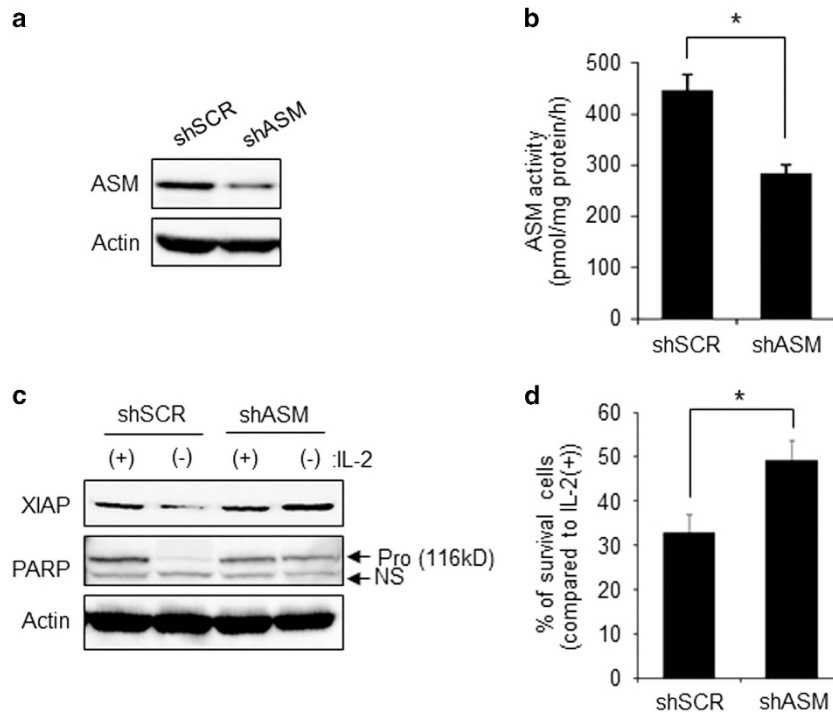 a
shSCR shASM
ASM
Actin
b
*
ASM activity
(pmol/mg protein/h)
500
400
300
200
100
0
shSCR shASM
c
shSCR shASM
(+) (-) (+) (-) :IL-2
XIAP
PARP
Pro (116kD)
NS
Actin
d
*
% of survival cells
(compared to IL-2(+))
60
50
40
30
20
10
0
shSCR shASM